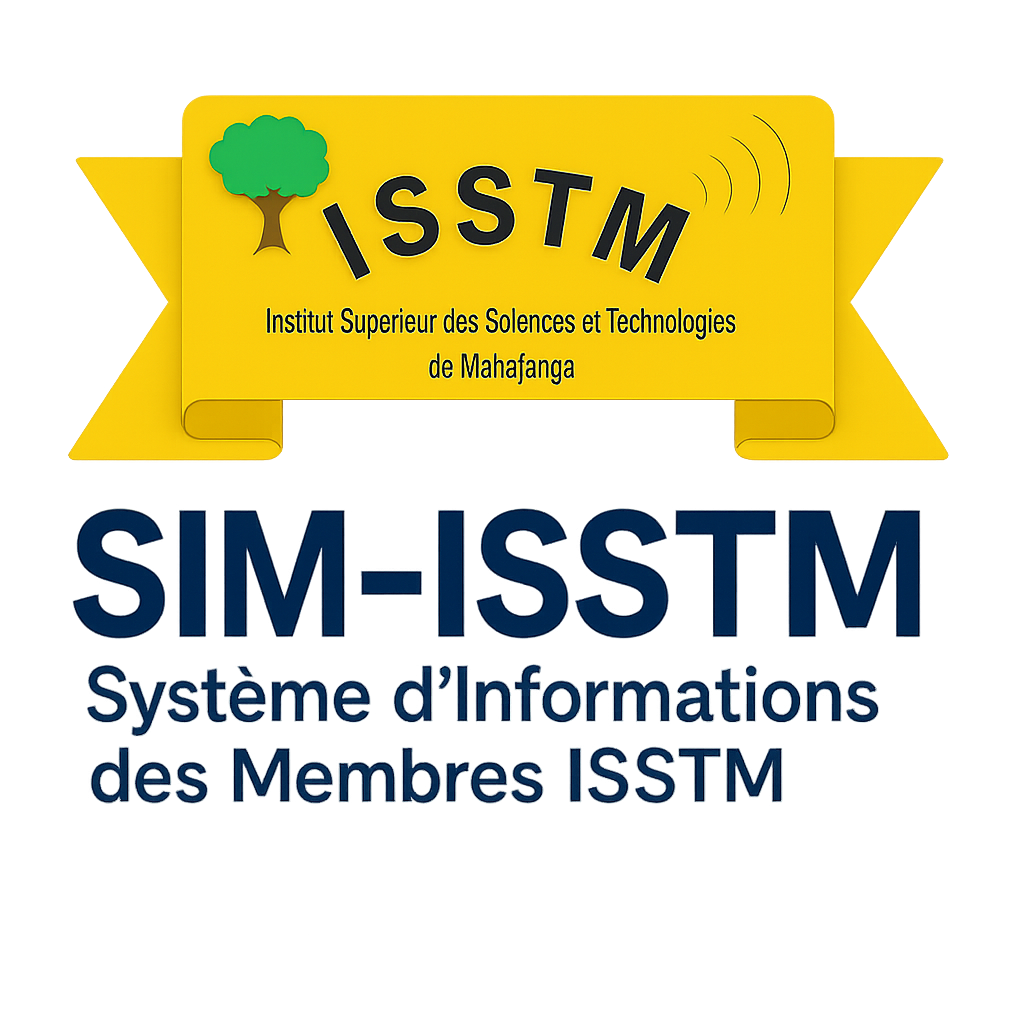 ISSTM
Institut Superieur des Solences et Technologies
de Mahafanga
SIM-ISSTM
Système d'Informations
des Membres ISSTM